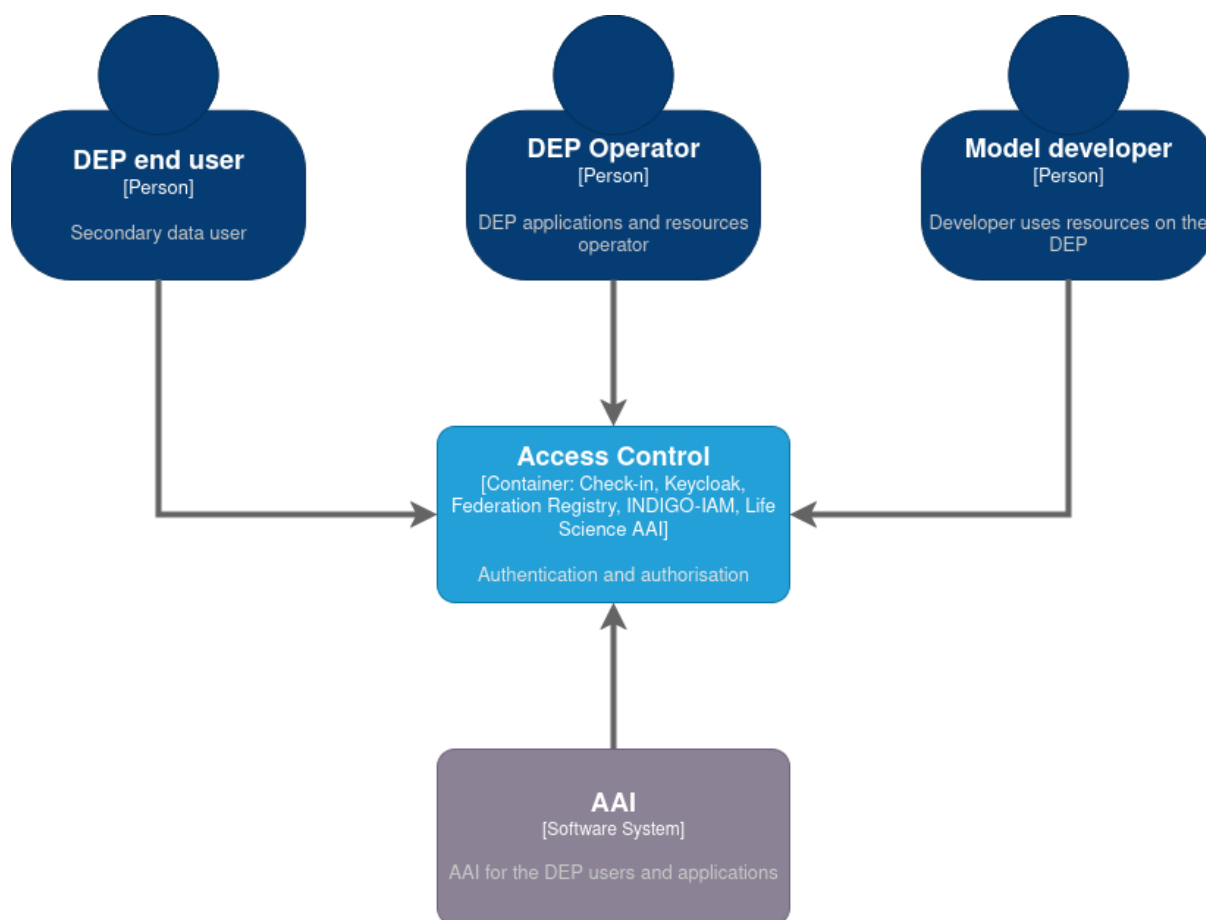 DEP end user
[Person]
Secondary data user
DEP Operator
[Person]
DEP applications and resources
operator
Model developer
[Person]
Developer uses resources on the
DEP
Access Control
[Container: Check-in, Keycloak,
Federation Registry, INDIGO-IAM, Life
Science AAI]
Authentication and authorisation
AAI
[Software System]
AAI for the DEP users and applications